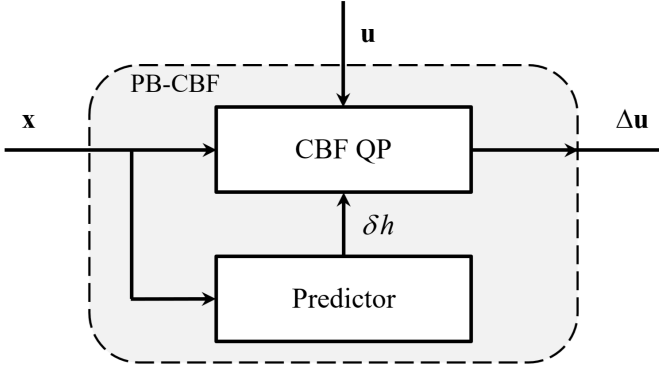 u
PB-CBF
x
CBF QP
Δu
δh
Predictor